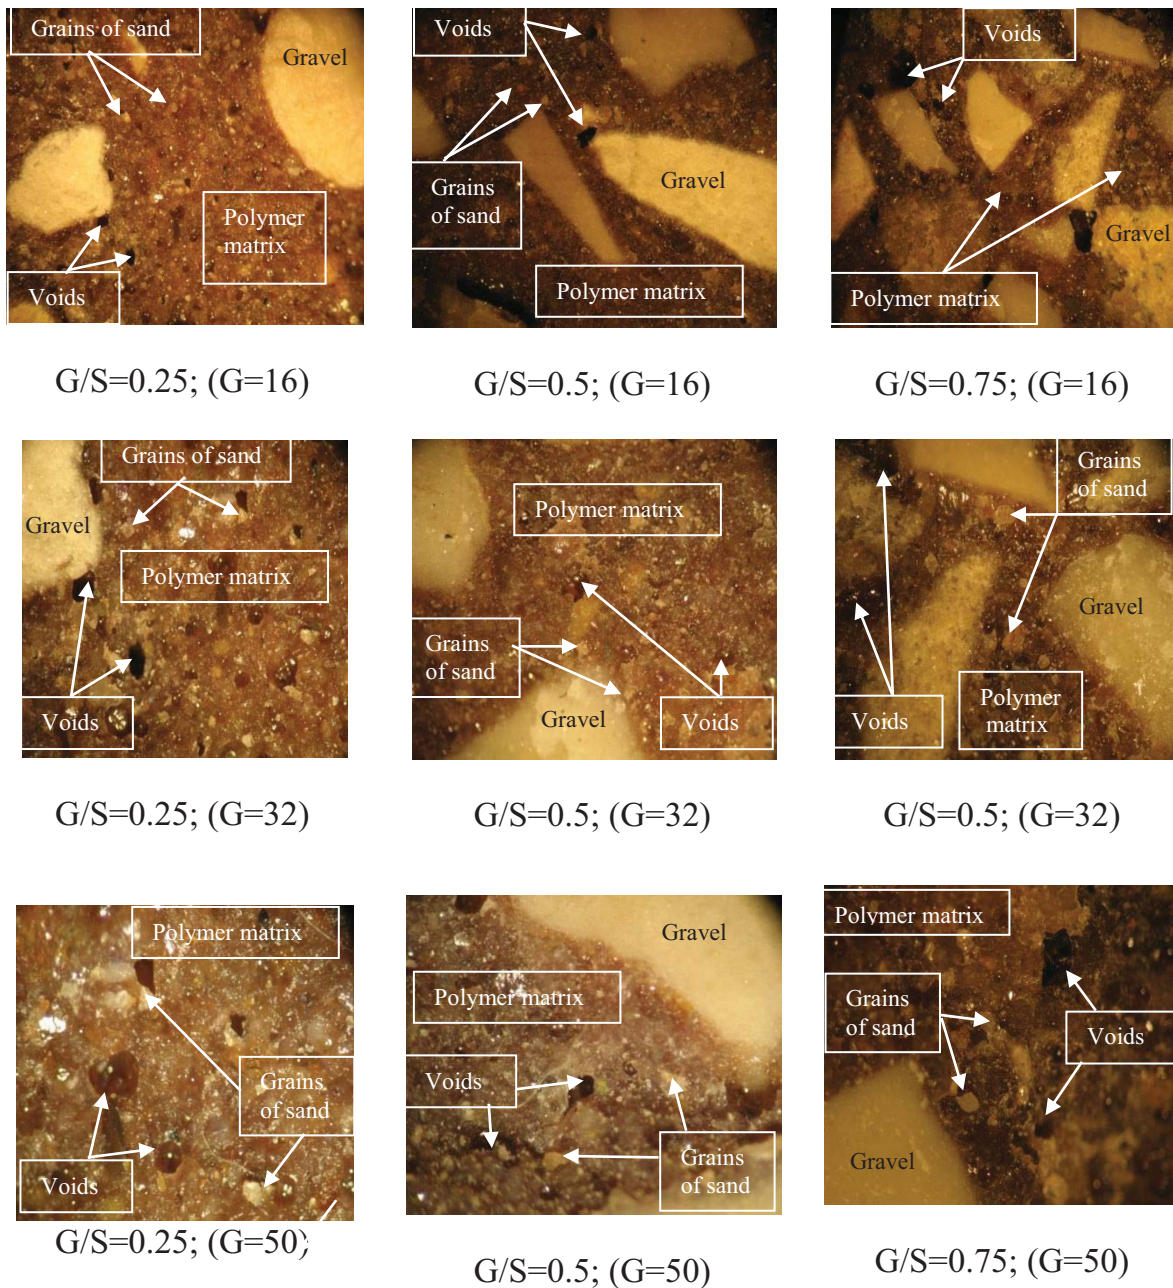 Grains of sand
Gravel
Polymer
matrix
Voids
G/S=0.25; (G=16)
Voids
Grains
of sand
Gravel
Polymer matrix
G/S=0.5; (G=16)
Voids
Gravel
Polymer matrix
G/S=0.75; (G=16)
Grains of sand
Gravel
Polymer matrix
Voids
G/S=0.25; (G=32)
Polymer matrix
Grains
of sand
Gravel
Voids
G/S=0.5; (G=32)
Grains
of sand
Gravel
Voids
Polymer
matrix
G/S=0.5; (G=32)
Polymer matrix
Grains
of sand
Voids
G/S=0.25; (G=50)
Gravel
Polymer matrix
Voids
Grains
of sand
G/S=0.5; (G=50)
Polymer matrix
Grains
of sand
Voids
Gravel
G/S=0.75; (G=50)